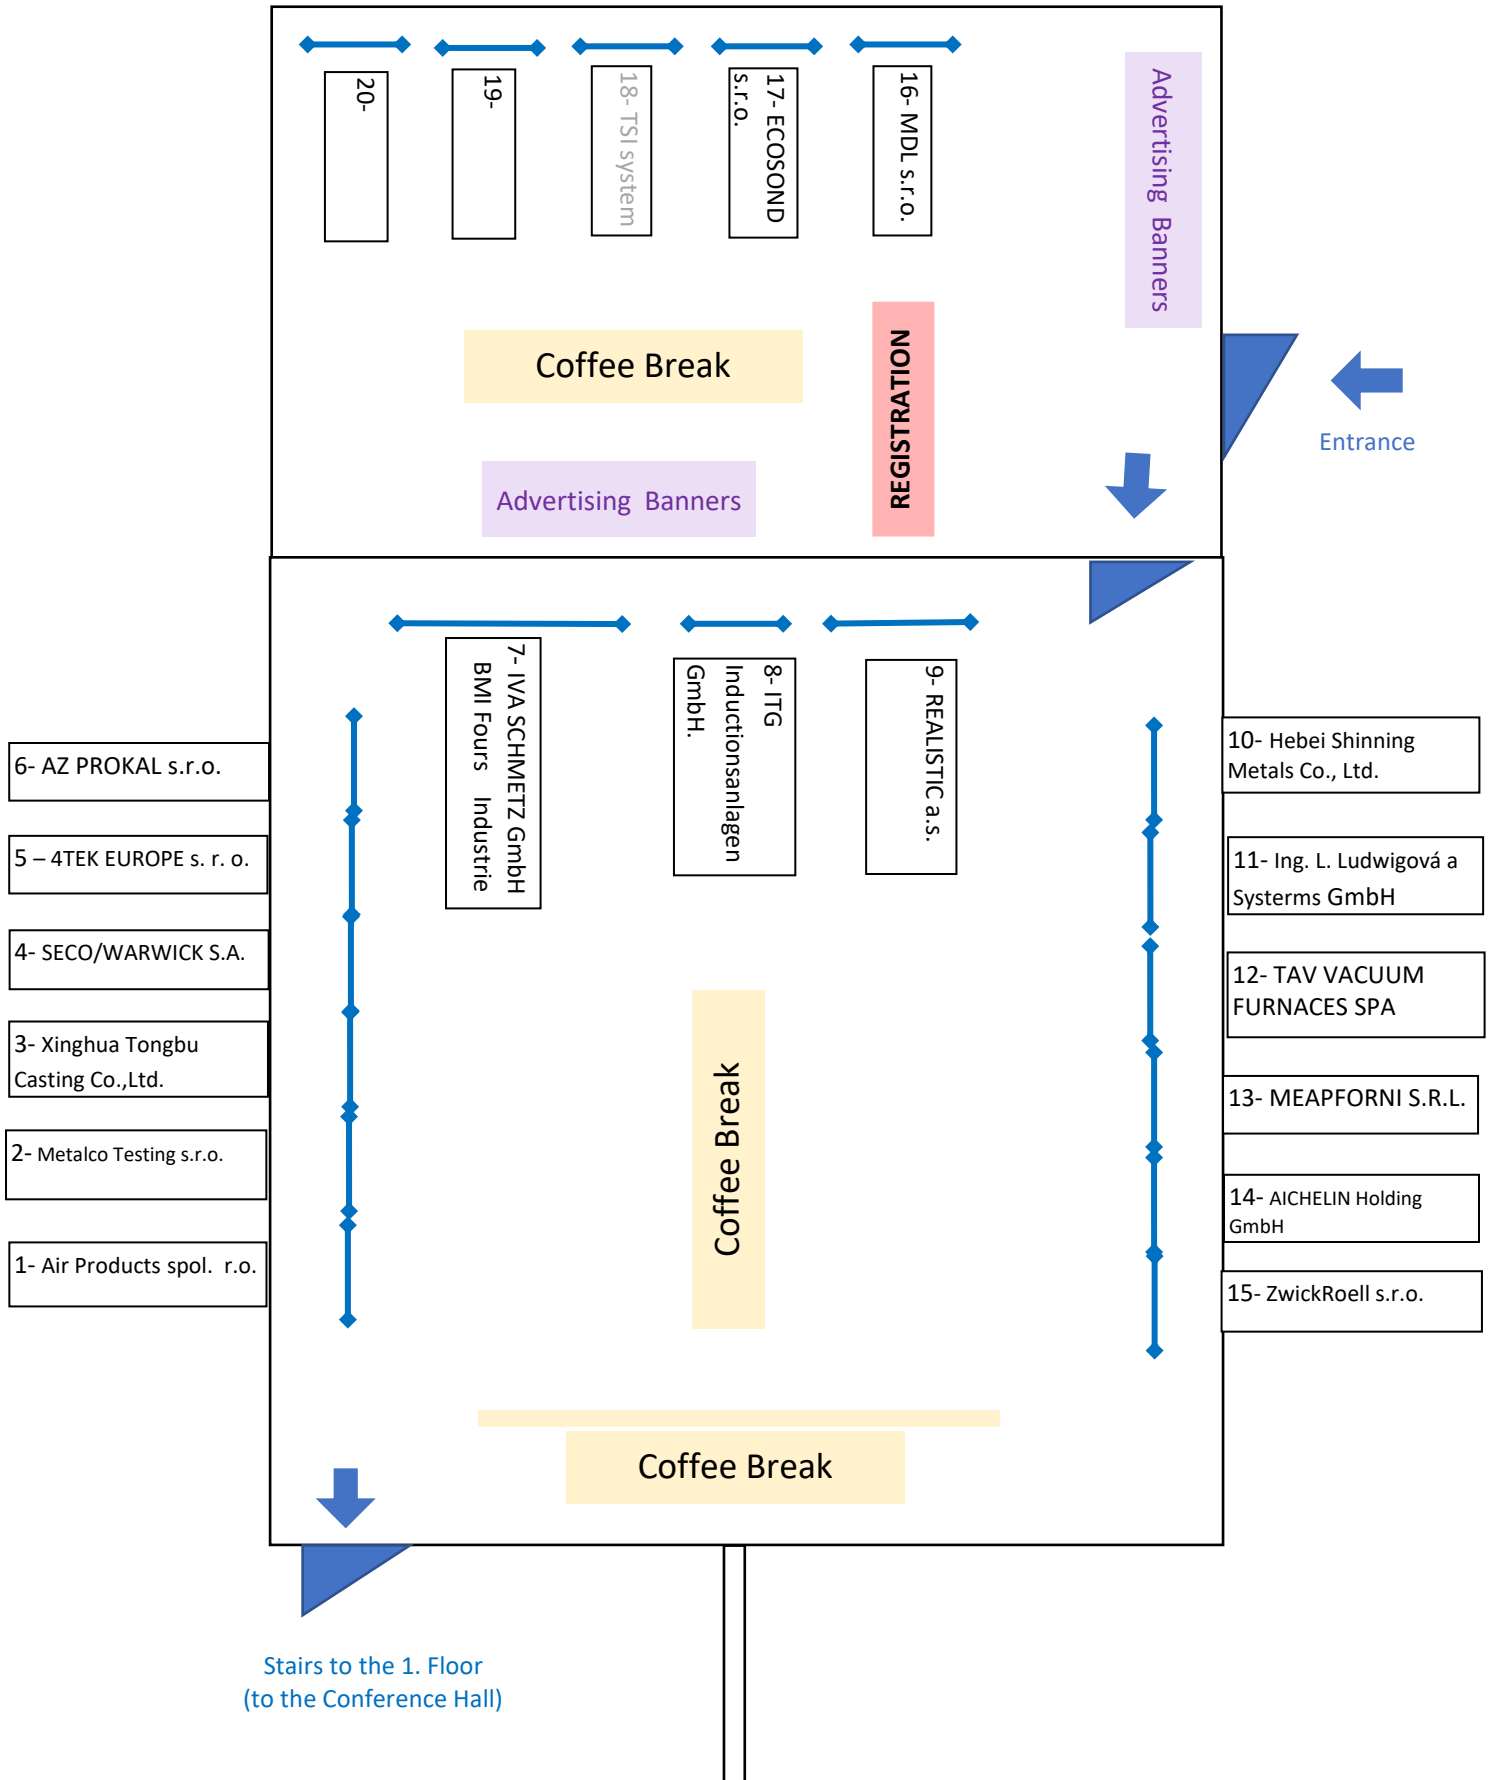 20-
19-
18- TSI system
17- ECOSOND
s.r.o.
16- MDL s.r.o.
Advertising  Banners
Coffee Break
REGISTRATION
Entrance
Advertising  Banners
7- IVA SCHMETZ GmbH
BMI Fours   Industrie
8- ITG
Inductionsanlagen
GmbH.
9- REALISTIC a.s.
6- AZ PROKAL s.r.o.
5 – 4TEK EUROPE s. r. o.
4- SECO/WARWICK S.A.
3- Xinghua Tongbu
Casting Co.,Ltd.
2- Metalco Testing s.r.o.
1- Air Products spol.  r.o.
10- Hebei Shinning
Metals Co., Ltd.
11- Ing. L. Ludwigová a
Systerms GmbH
12- TAV VACUUM
FURNACES SPA
13- MEAPFORNI S.R.L.
14- AICHELIN Holding
GmbH
15- ZwickRoell s.r.o.
Coffee Break
Coffee Break
Stairs to the 1. Floor
(to the Conference Hall)